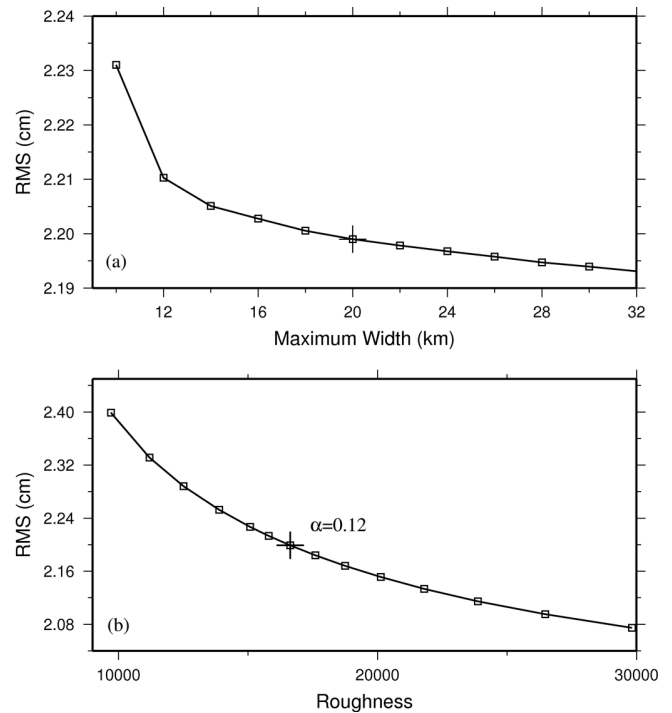 2.24
2.23
2.22
2.21
2.20
2.19
RMS (cm)
(a)
12 16 20 24 28 32
Maximum Width (km)
2.40
2.32
2.24
2.16
2.08
RMS (cm)
α=0.12
(b)
10000 20000 30000
Roughness